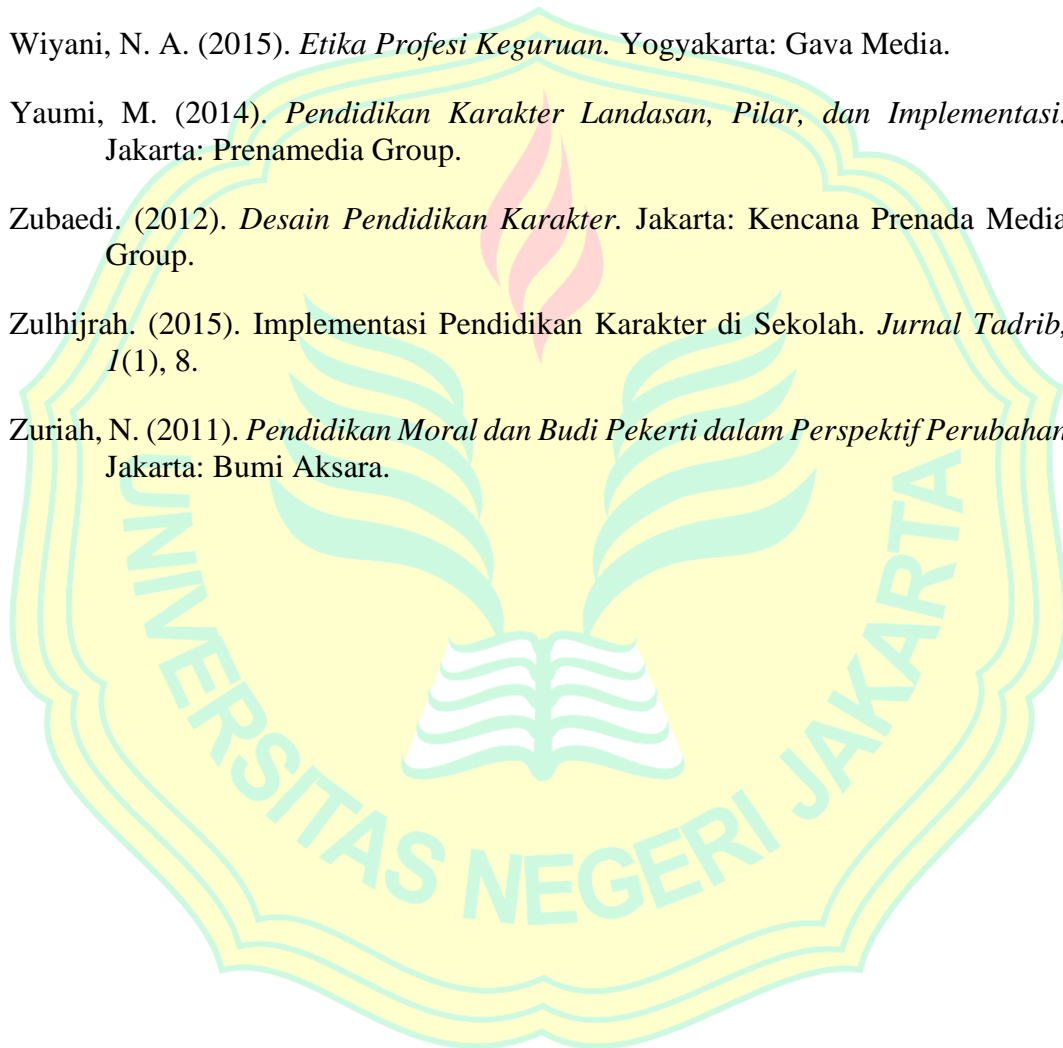 Wiyani, N. A. (2015). Etika Profesi Keguruan. Yogyakarta: Gava Media.
Yaumi, M. (2014). Pendidikan Karakter Landasan, Pilar, dan Implementasi.
Jakarta: Prenamedia Group.
Zubaedi. (2012). Desain Pendidikan Karakter. Jakarta: Kencana Prenada Media
Group.
Zulhijrah. (2015). Implementasi Pendidikan Karakter di Sekolah. Jurnal Tadrib,
1(1), 8.
Zuriah, N. (2011). Pendidikan Moral dan Budi Pekerti dalam Perspektif Perubahan
Jakarta: Bumi Aksara.
UNIVERSITAS NEGERI JAKARTA